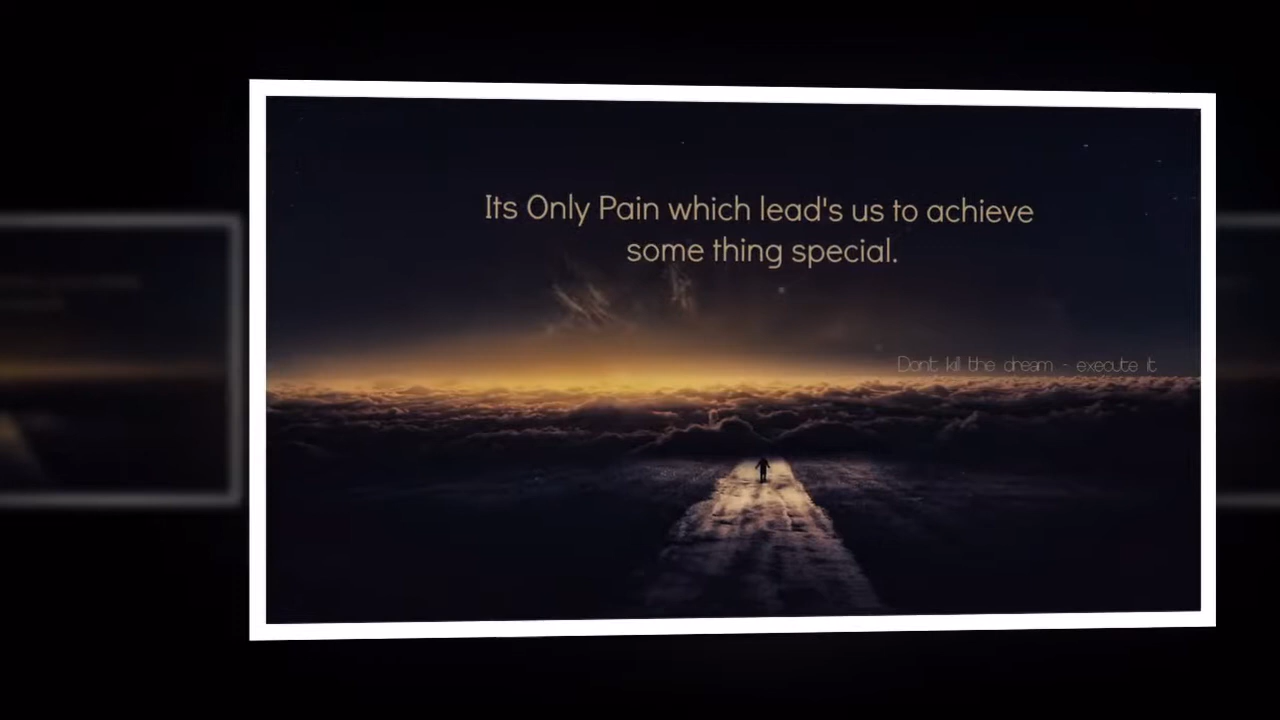 Its Only Pain which lead's us to achieve
some thing special.
Dont kill the dream - execute it